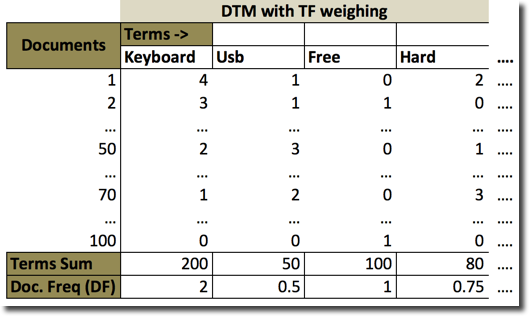 DTM with TF weighing
Documents Terms ->
Keyboard Usb Free Hard ....
1 4 1 0 2 ....
2 3 1 1 0 ....
... ... ... ... ... ....
50 2 3 0 1 ....
... ... ... ... ... ....
70 1 2 0 3 ....
... ... ... ... ... ....
100 0 0 1 0 ....
Terms Sum 200 50 100 80 ....
Doc. Freq (DF) 2 0.5 1 0.75 ....